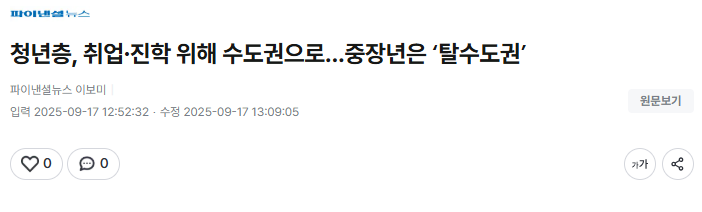 파이낸셜뉴스
청년층, 취업·진학 위해 수도권으로…중장년은 ‘탈수도권’
파이낸셜뉴스 이보미
입력 2025-09-17 12:52:32 · 수정 2025-09-17 13:09:05
원문보기
0 0 가가